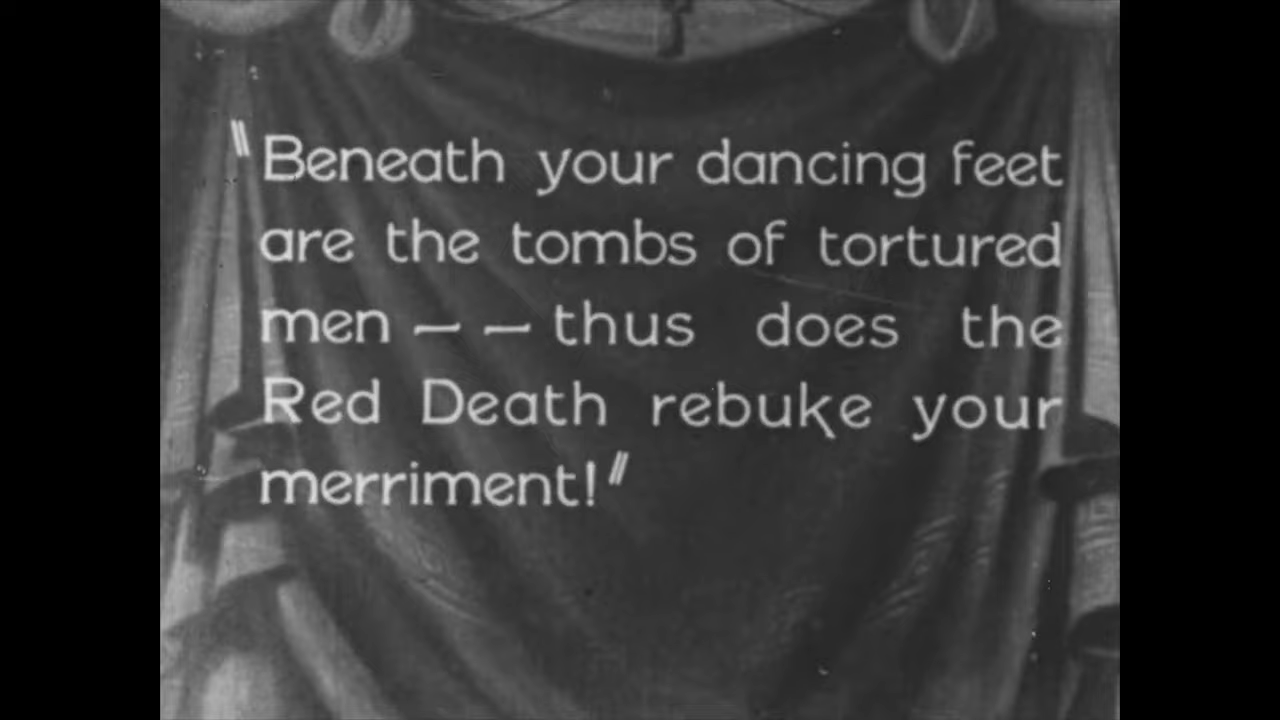 "Beneath your dancing feet
are the tombs of tortured
men — — thus does the
Red Death rebuke your
merriment!"